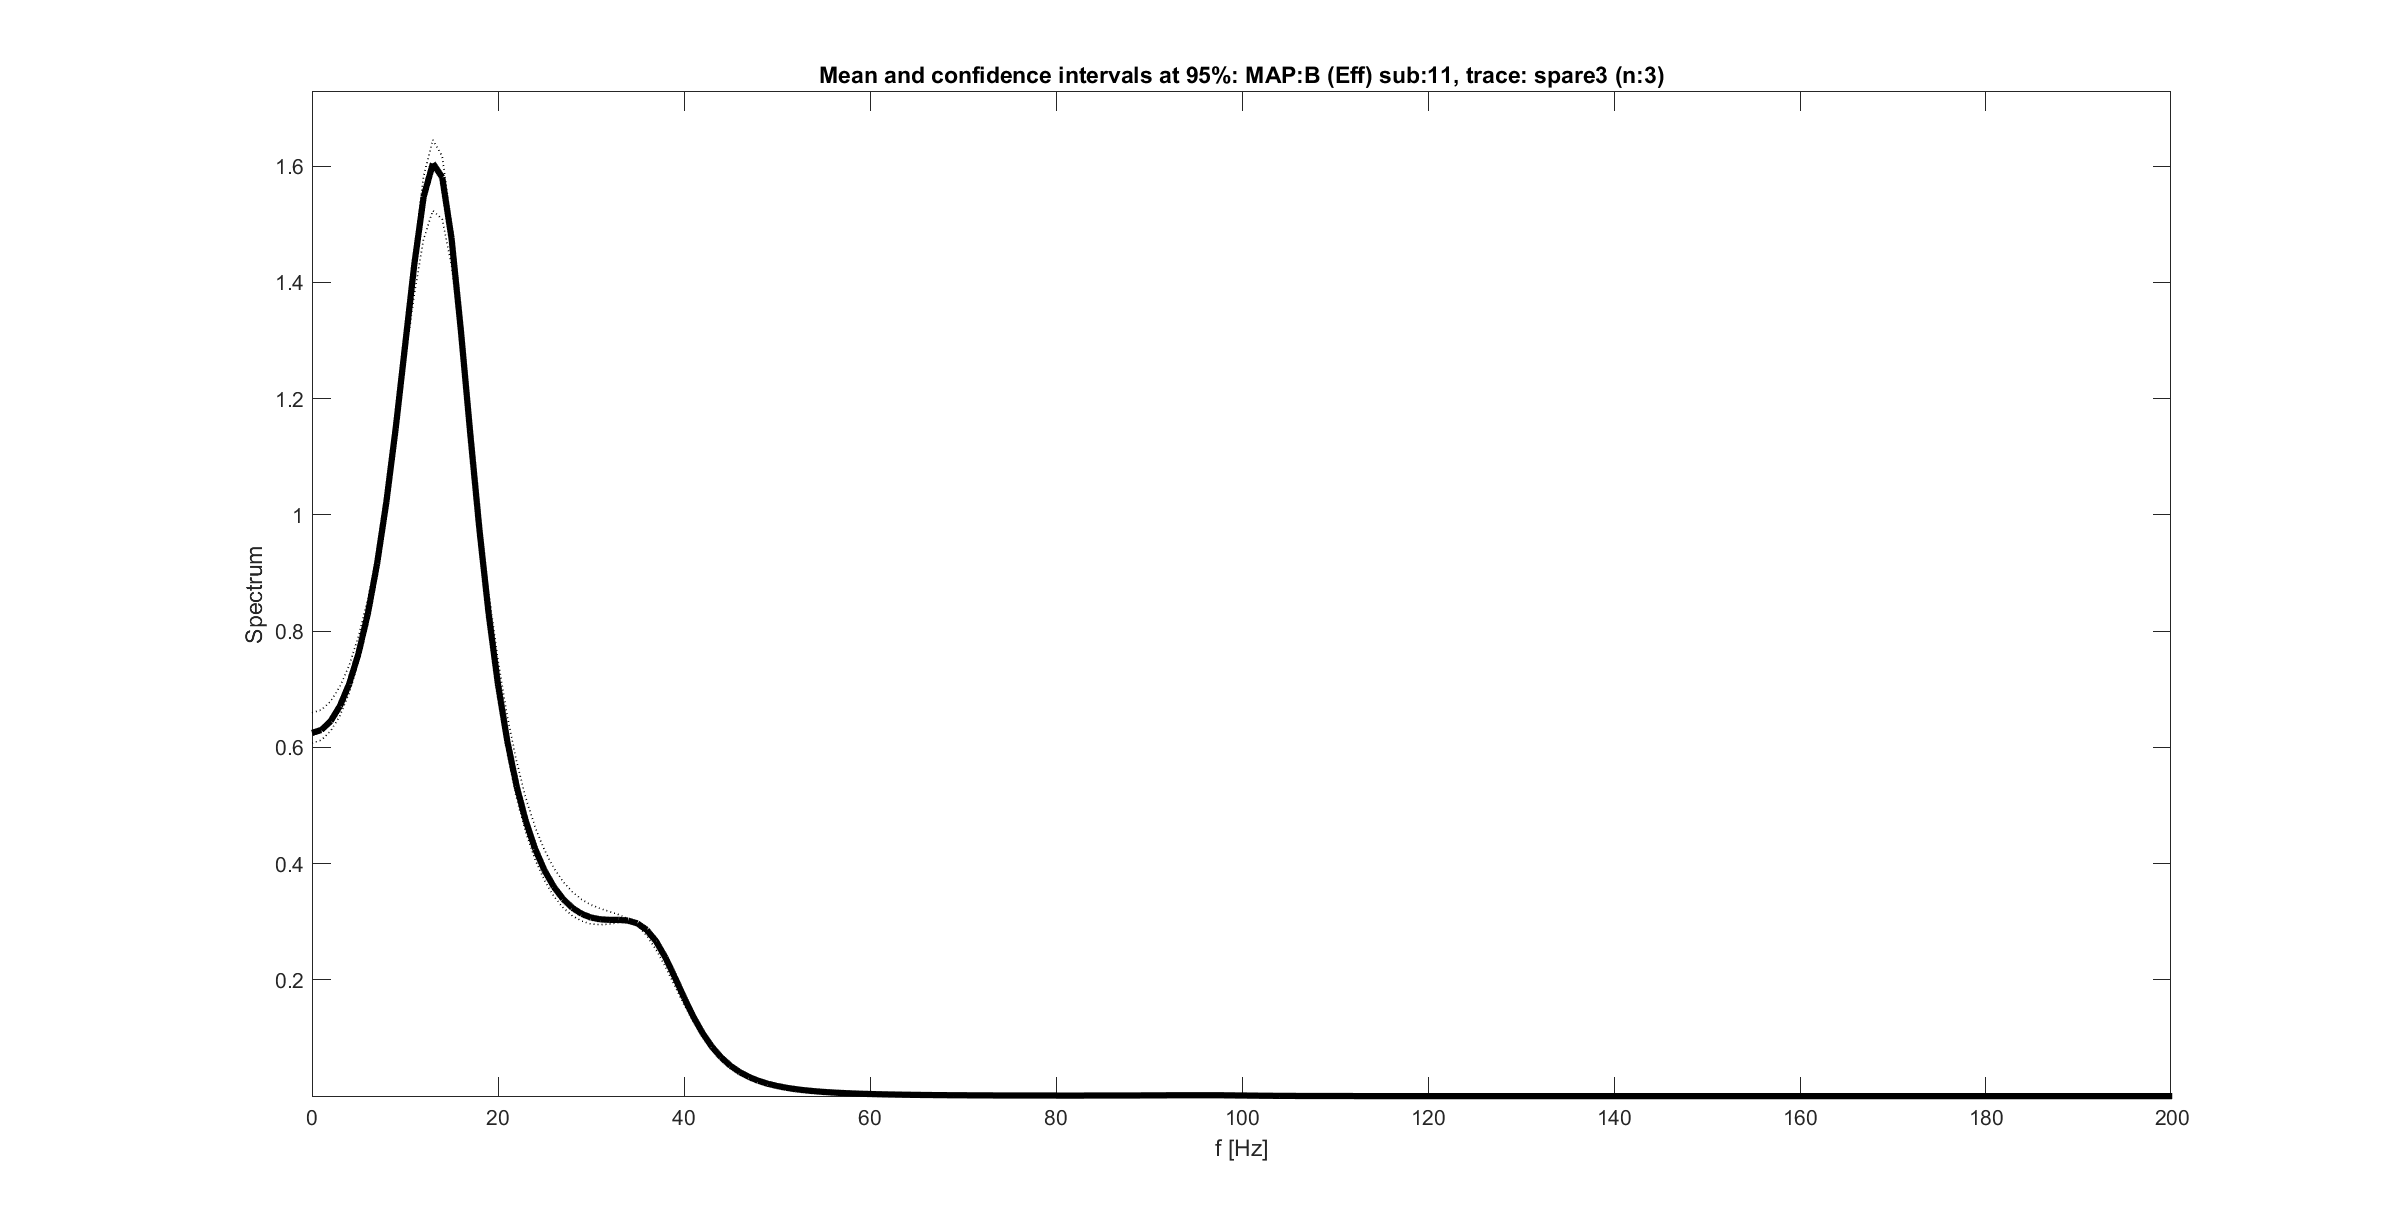 Mean and confidence intervals at 95%: MAP:B (Eff) sub:11, trace: spare3 (n:3)
1.6
1.4
1.2
1
0.8
0.6
0.4
0.2
Spectrum
0 20 40 60 80 100 120 140 160 180 200
f [Hz]